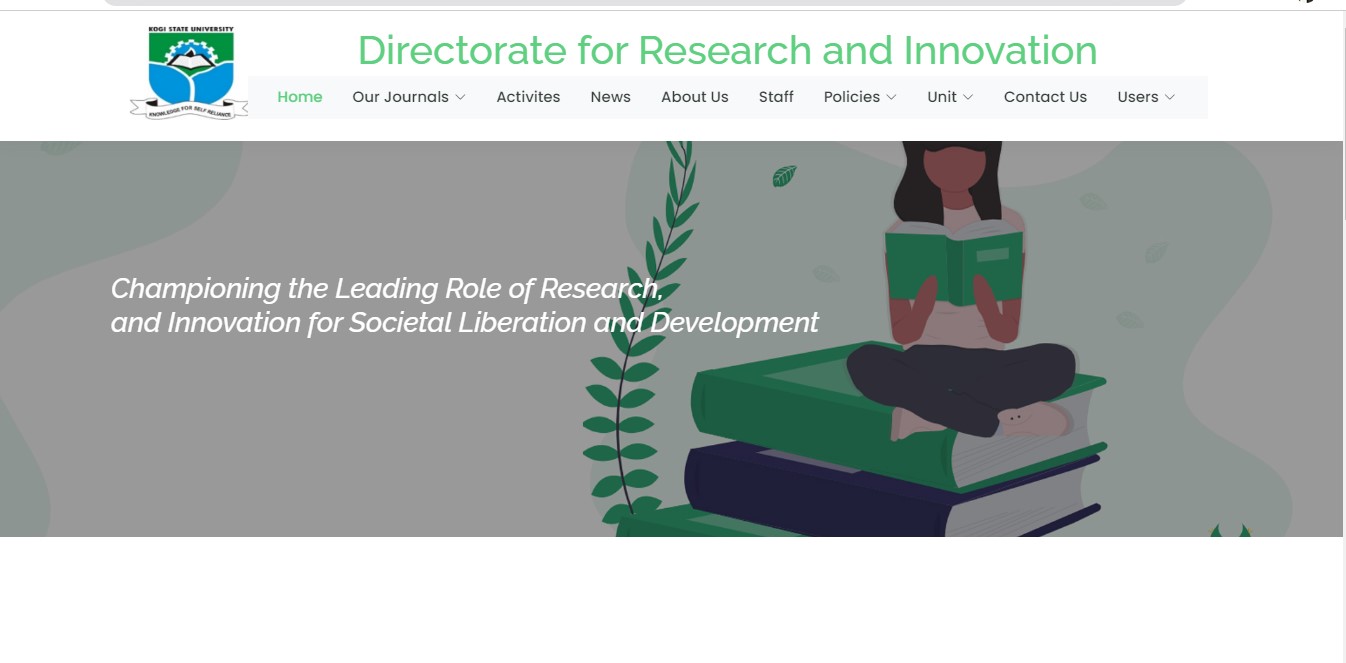 KOGI STATE UNIVERSITY
KNOWLEDGE FOR SELF RELIANCE
Directorate for Research and Innovation
Home Our Journals Activites News About Us Staff Policies Unit Contact Us Users
Championing the Leading Role of Research,
and Innovation for Societal Liberation and Development